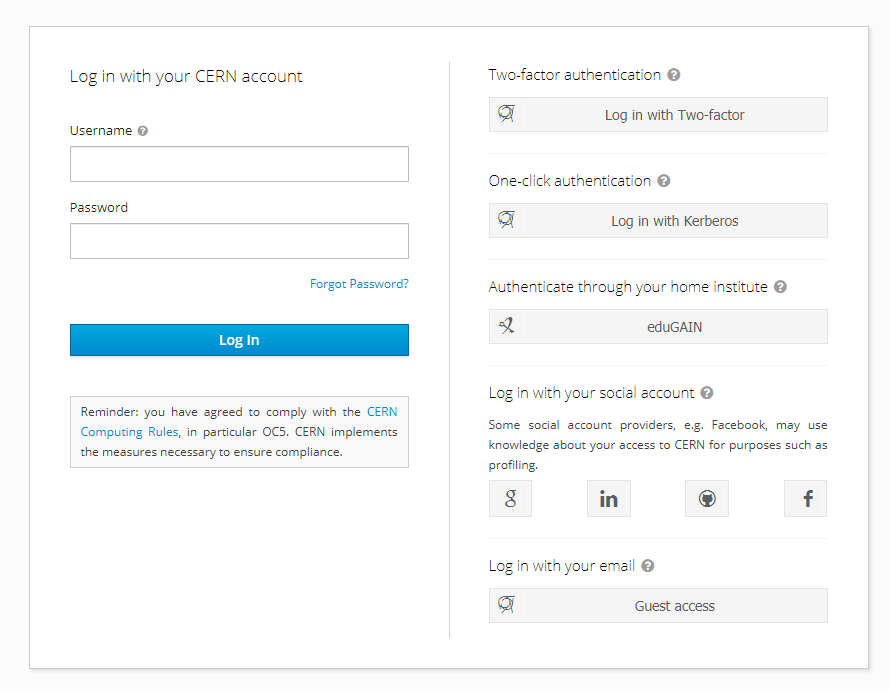 Log in with your CERN account
Username
Password
Forgot Password?
Log In
Reminder: you have agreed to comply with the CERN
Computing Rules, in particular OC5. CERN implements
the measures necessary to ensure compliance.
Two-factor authentication
Log in with Two-factor
One-click authentication
Log in with Kerberos
Authenticate through your home institute
eduGAIN
Log in with your social account
Some social account providers, e.g. Facebook, may use
knowledge about your access to CERN for purposes such as
profiling.
g in f
Log in with your email
Guest access